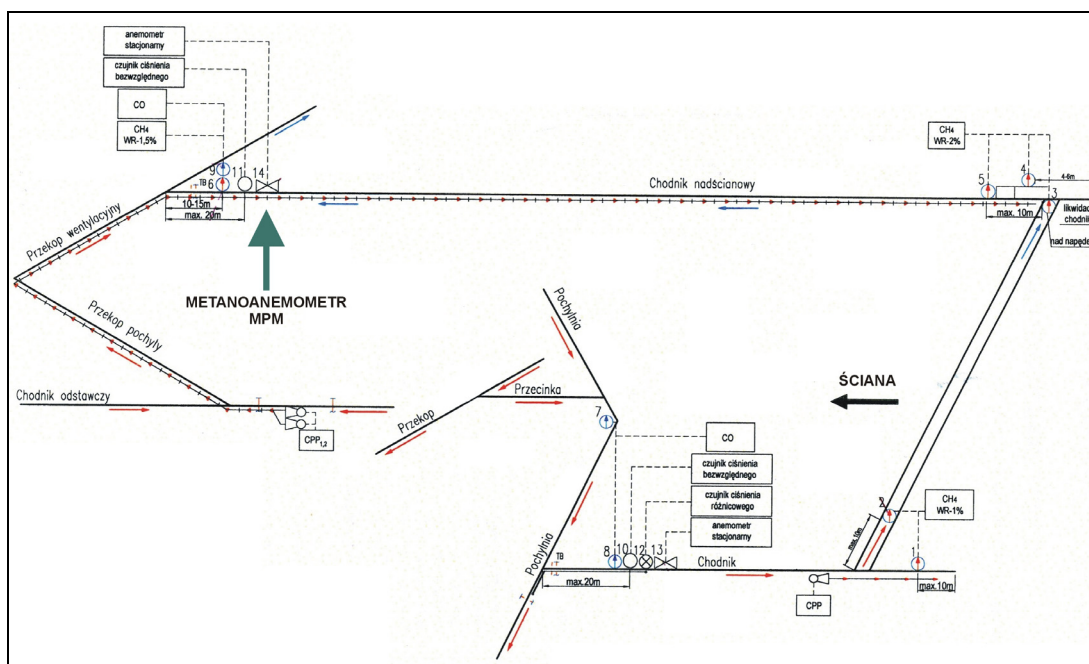 anemometr
stacjonarny
czujnik ciśnienia
bezwzględnego
CO
CH4
WR-1,5%
9
6
TB
11
14
10-15m
max. 20m
Chodnik nadścianowy
CH4
WR-2%
4
4-6m
5
3
max. 10m
likwidac
chodnik
nad napęde
Przekop wentylacyjny
METANOANEMOMETR
MPM
Przekop pochyły
Chodnik odstawczy
CPP1,2
Pochylnia
Przecinka
Przekop
7
ŚCIANA
CO
czujnik ciśnienia
bezwzględnego
czujnik ciśnienia
różnicowego
anemometr
stacjonarny
Pochylnia
TB
8
10
12
13
max.20m
Chodnik
CPP
2
max.10m
CH4
WR-1%
1
max.10m